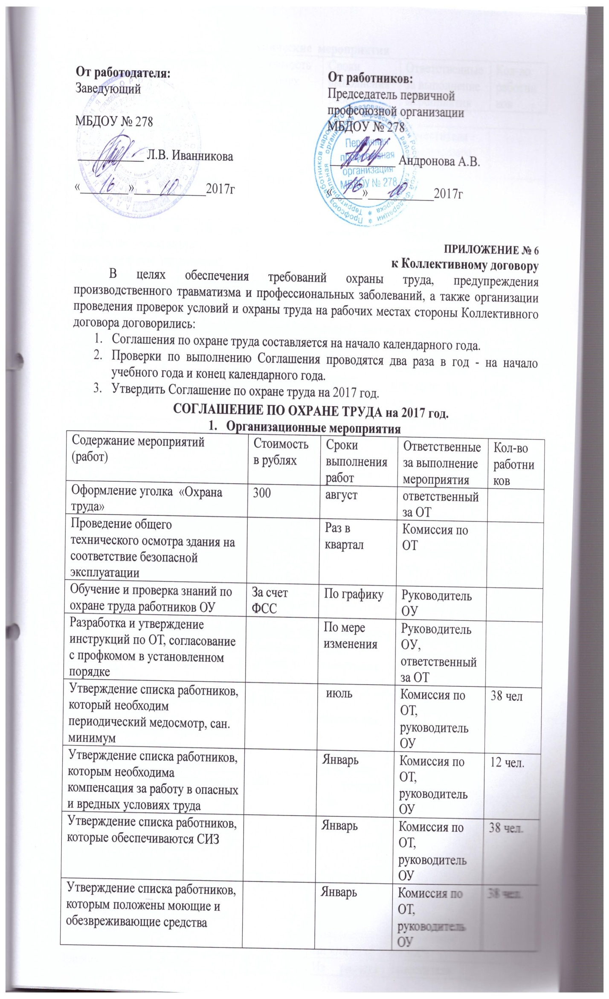 От работодателя:
Заведующий
МБДОУ № 278
____________ Л.В. Иванникова
« 16 » 10 2017г
От работников:
Председатель первичной
профсоюзной организации
МБДОУ № 278
____________ Андронова А.В.
« 16 » 10 2017г
Первичная
профсоюзная
организация
МБДОУ № 278
ПРИЛОЖЕНИЕ № 6
к Коллективному договору
В целях обеспечения требований охраны труда, предупреждения
производственного травматизма и профессиональных заболеваний, а также организации
проведения проверок условий и охраны труда на рабочих местах стороны Коллективного
договора договорились:
1. Соглашения по охране труда составляется на начало календарного года.
2. Проверки по выполнению Соглашения проводятся два раза в год - на начало
учебного года и конец календарного года.
3. Утвердить Соглашение по охране труда на 2017 год.
СОГЛАШЕНИЕ ПО ОХРАНЕ ТРУДА на 2017 год.
1. Организационные мероприятия
Содержание мероприятий
(работ)
Стоимость
в рублях
Сроки
выполнения
работ
Ответственные
за выполнение
мероприятия
Кол-во
работни
ков
Оформление уголка «Охрана
труда»
300
август
ответственный
за ОТ
Проведение общего
технического осмотра здания на
соответствие безопасной
эксплуатации
Раз в
квартал
Комиссия по
ОТ
Обучение и проверка знаний по
охране труда работников ОУ
За счет
ФСС
По графику
Руководитель
ОУ
Разработка и утверждение
инструкций по ОТ, согласование
с профкомом в установленном
порядке
По мере
изменения
Руководитель
ОУ,
ответственный
за ОТ
Утверждение списка работников,
который необходим
периодический медосмотр, сан.
минимум
июль
Комиссия по
ОТ,
руководитель
ОУ
38 чел
Утверждение списка работников,
которым необходима
компенсация за работу в опасных
и вредных условиях труда
Январь
Комиссия по
ОТ,
руководитель
ОУ
12 чел.
Утверждение списка работников,
которые обеспечиваются СИЗ
Январь
Комиссия по
ОТ,
руководитель
ОУ
38 чел.
Утверждение списка работников,
которым положены моющие и
обезвреживающие средства
Январь
Комиссия по
ОТ,
руководитель
ОУ
38 чел.